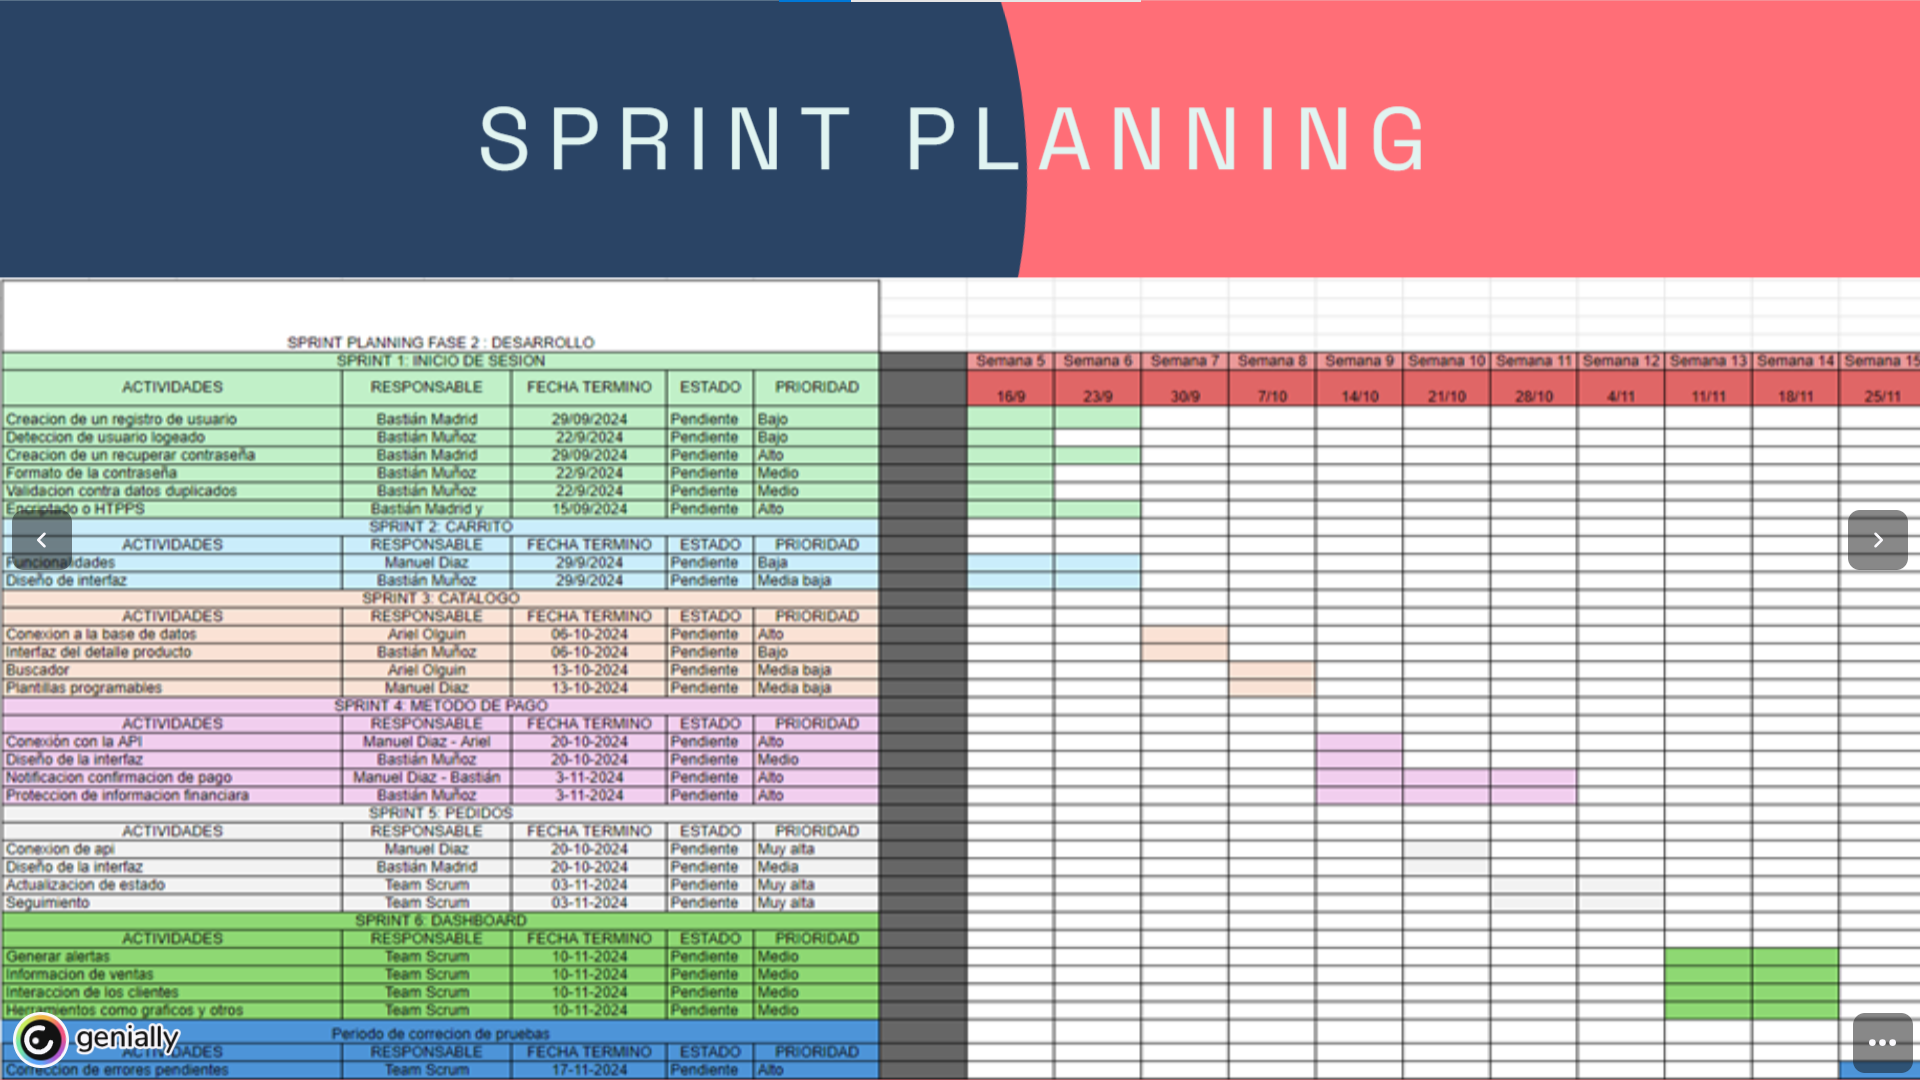 SPRINT PLANNING
SPRINT PLANNING FASE 2 : DESARROLLO
SPRINT 1: INICIO DE SESION Semana 5 Semana 6 Semana 7 Semana 8 Semana 9 Semana 10 Semana 11 Semana 12 Semana 13 Semana 14 Semana 15
ACTIVIDADES RESPONSABLE FECHA TERMINO ESTADO PRIORIDAD 16/9 23/9 30/9 7/10 14/10 21/10 28/10 4/11 11/11 18/11 25/11
Creacion de un registro de usuario Bastián Madrid 29/09/2024 Pendiente Bajo
Deteccion de usuario logeado Bastián Muñoz 22/9/2024 Pendiente Bajo
Creacion de un recuperar contraseña Bastián Madrid 29/09/2024 Pendiente Alto
Formato de la contraseña Bastián Muñoz 22/9/2024 Pendiente Medio
Validacion contra datos duplicados Bastián Muñoz 22/9/2024 Pendiente Medio
Encriptado o HTPPS Bastián Madrid y 15/09/2024 Pendiente Alto
SPRINT 2: CARRITO
ACTIVIDADES RESPONSABLE FECHA TERMINO ESTADO PRIORIDAD
Funcionalidades Manuel Diaz 29/9/2024 Pendiente Baja
Diseño de interfaz Bastián Muñoz 29/9/2024 Pendiente Media baja
SPRINT 3: CATALOGO
ACTIVIDADES RESPONSABLE FECHA TERMINO ESTADO PRIORIDAD
Conexion a la base de datos Ariel Olguin 06-10-2024 Pendiente Alto
Interfaz del detalle producto Bastián Muñoz 06-10-2024 Pendiente Bajo
Buscador Ariel Olguin 13-10-2024 Pendiente Media baja
Plantillas programables Manuel Diaz 13-10-2024 Pendiente Media baja
SPRINT 4: METODO DE PAGO
ACTIVIDADES RESPONSABLE FECHA TERMINO ESTADO PRIORIDAD
Conexión con la API Manuel Diaz - Ariel 20-10-2024 Pendiente Alto
Diseño de la interfaz Bastián Muñoz 20-10-2024 Pendiente Medio
Notificacion confirmacion de pago Manuel Diaz - Bastián 3-11-2024 Pendiente Alto
Proteccion de informacion financiara Bastián Muñoz 3-11-2024 Pendiente Alto
SPRINT 5: PEDIDOS
ACTIVIDADES RESPONSABLE FECHA TERMINO ESTADO PRIORIDAD
Conexion de api Manuel Diaz 20-10-2024 Pendiente Muy alta
Diseño de la interfaz Bastián Madrid 20-10-2024 Pendiente Media
Actualizacion de estado Team Scrum 03-11-2024 Pendiente Muy alta
Seguimiento Team Scrum 03-11-2024 Pendiente Muy alta
SPRINT 6: DASHBOARD
ACTIVIDADES RESPONSABLE FECHA TERMINO ESTADO PRIORIDAD
Generar alertas Team Scrum 10-11-2024 Pendiente Medio
Informacion de ventas Team Scrum 10-11-2024 Pendiente Medio
Interaccion de los clientes Team Scrum 10-11-2024 Pendiente Medio
Herramientos como graficos y otros Team Scrum 10-11-2024 Pendiente Medio
Periodo de correcion de pruebas
genially
ACTIVIDADES RESPONSABLE FECHA TERMINO ESTADO PRIORIDAD
Correccion de errores pendientes Team Scrum 17-11-2024 Pendiente Alto